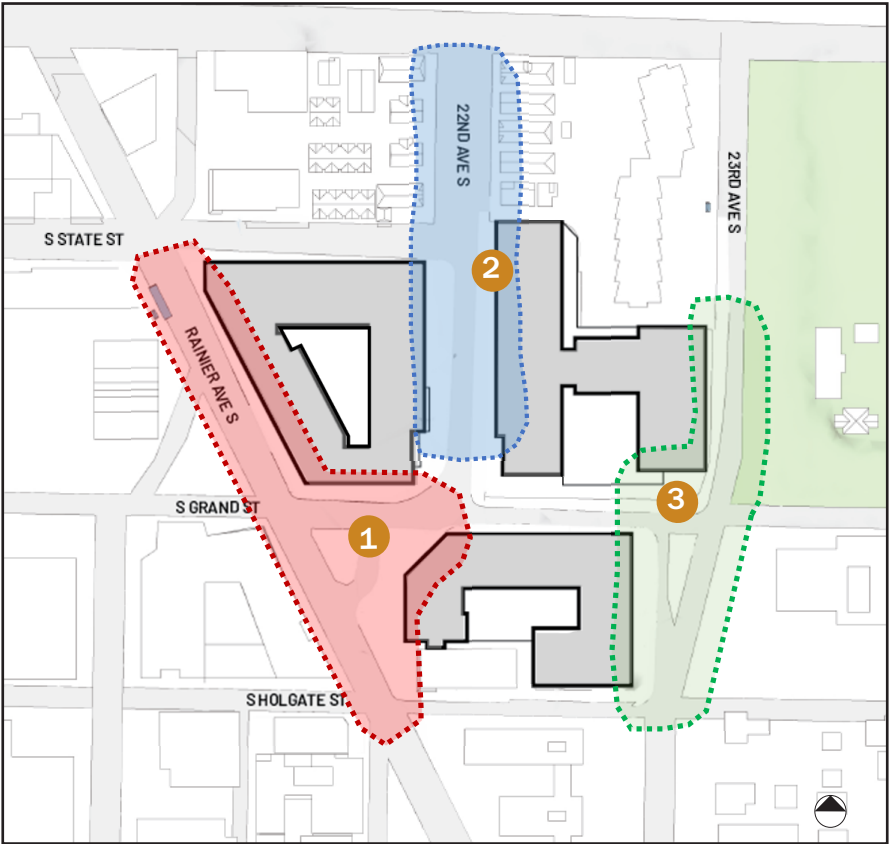 22ND AVE S
23RD AVE S
S STATE ST
2
RAINIER AVE S
S GRAND ST
3
1
S HOLGATE ST